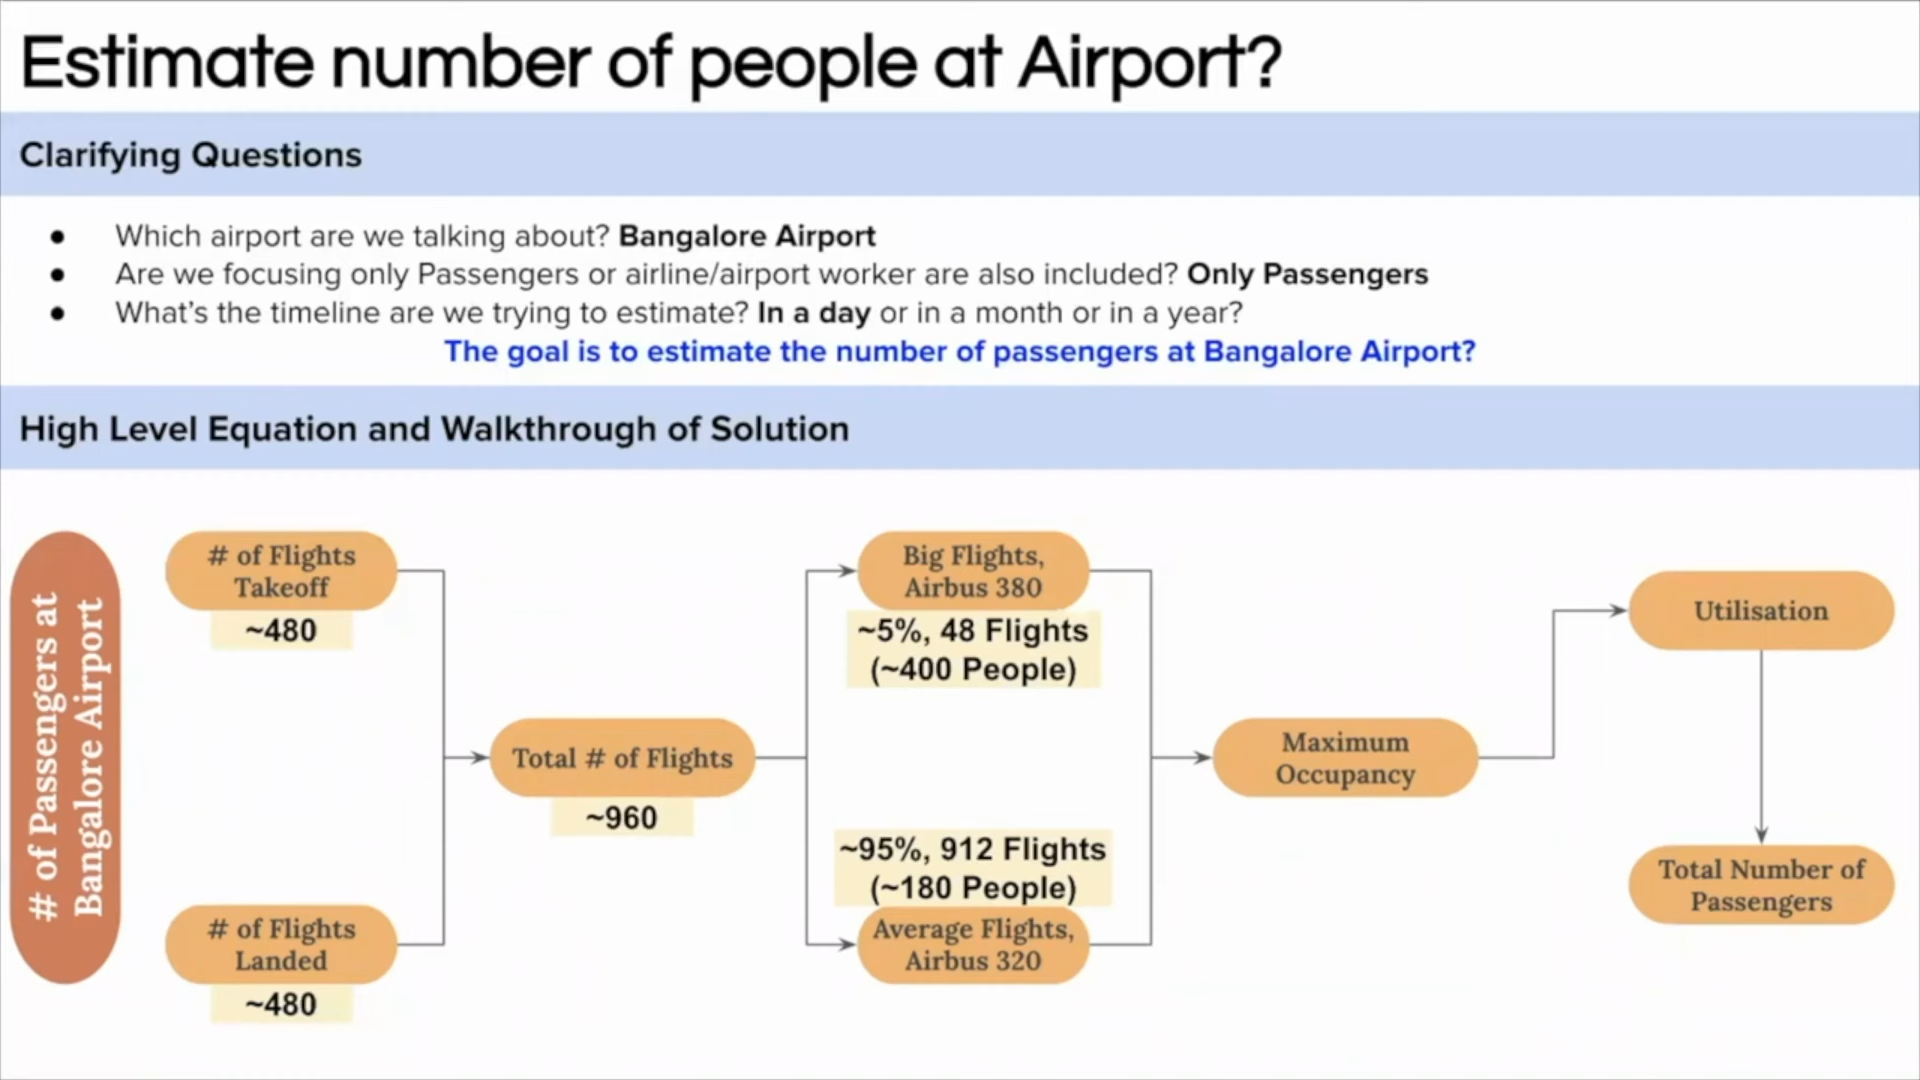 Estimate number of people at Airport?
Clarifying Questions
● Which airport are we talking about? Bangalore Airport
● Are we focusing only Passengers or airline/airport worker are also included? Only Passengers
● What's the timeline are we trying to estimate? In a day or in a month or in a year?
The goal is to estimate the number of passengers at Bangalore Airport?
High Level Equation and Walkthrough of Solution
# of Passengers at
Bangalore Airport
# of Flights
Takeoff
~480
# of Flights
Landed
~480
Total # of Flights
~960
Big Flights,
Airbus 380
~5%, 48 Flights
(~400 People)
~95%, 912 Flights
(~180 People)
Average Flights,
Airbus 320
Maximum
Occupancy
Utilisation
Total Number of
Passengers